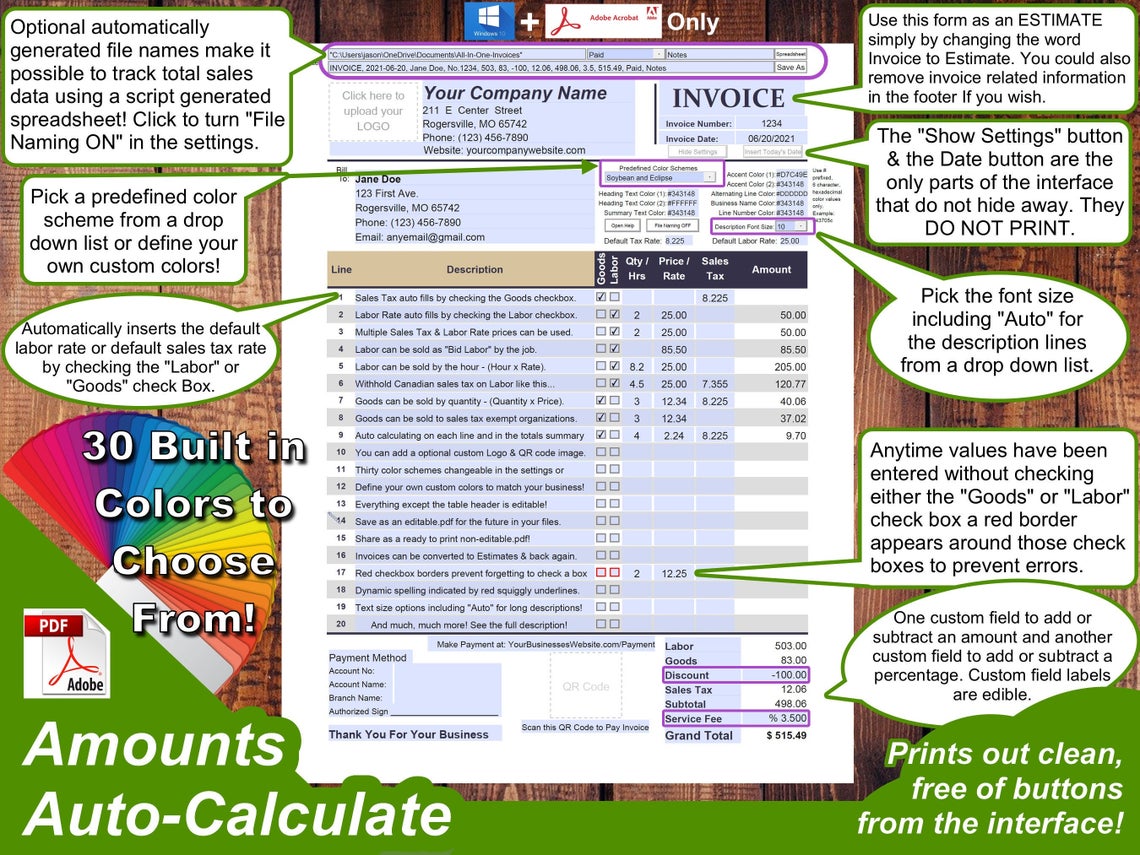 Optional automatically
generated file names make it
possible to track total sales
data using a script generated
spreadsheet! Click to turn "File
Naming ON" in the settings.
Windows 10
+
Adobe Acrobat
Adobe
Only
Use this form as an ESTIMATE
simply by changing the word
Invoice to Estimate. You could also
remove invoice related information
in the footer If you wish.
"C:\Users\jason\OneDrive\Documents\All-In-One-Invoices" Paid Notes Spreadsheet
INVOICE, 2021-06-20, Jane Doe, No.1234, 503, 83, -100, 12.06, 498.06, 3.5, 515.49, Paid, Notes Save As
Click here to
upload your
LOGO
Your Company Name
211 E Center Street
Rogersville, MO 65742
Phone: (123) 456-7890
Website: yourcompanywebsite.com
INVOICE
Invoice Number: 1234
Invoice Date: 06/20/2021
Hide Settings Insert Today's Date
The "Show Settings" button
& the Date button are the
only parts of the interface
that do not hide away. They
DO NOT PRINT.
Pick a predefined color
scheme from a drop
down list or define your
own custom colors!
Bill
To:
Jane Doe
123 First Ave.
Rogersville, MO 65742
Phone: (123) 456-7890
Email: anyemail@gmail.com
Predefined Color Schemes
Soybean and Eclipse
Heading Text Color (1):#343148
Heading Text Color (2):#FFFFFF
Summary Text Color:#343148
Open Help File Naming OFF
Default Tax Rate: 8.225
Accent Color (1):#D7C49E
Accent Color (2):#343148
Alternating Line Color:#DDDDDD
Business Name Color:#343148
Line Number Color:#343148
Description Font Size: 10
Default Labor Rate: 25.00
Use #
prefixed,
6 character,
hexadecimal
color values
only.
Example:
Pick the font size
including "Auto" for
the description lines
from a drop down list.
Automatically inserts the default
labor rate or default sales tax rate
by checking the "Labor" or
"Goods" check Box.
Line Description Goods Labor Qty / Hrs Price / Rate Sales Tax Amount
1 Sales Tax auto fills by checking the Goods checkbox. 8.225
2 Labor Rate auto fills by checking the Labor checkbox. 2 25.00 50.00
3 Multiple Sales Tax & Labor Rate prices can be used. 2 25.00 50.00
4 Labor can be sold as "Bid Labor" by the job. 85.50 85.50
5 Labor can be sold by the hour - (Hour x Rate). 8.2 25.00 205.00
6 Withhold Canadian sales tax on Labor like this... 4.5 25.00 7.355 120.77
7 Goods can be sold by quantity - (Quantity x Price). 3 12.34 8.225 40.06
8 Goods can be sold to sales tax exempt organizations. 3 12.34 37.02
9 Auto calculating on each line and in the totals summary 4 2.24 8.225 9.70
10 You can add a optional custom Logo & QR code image.
11 Thirty color schemes changeable in the settings or
12 Define your own custom colors to match your business!
13 Everything except the table header is editable!
14 Save as an editable.pdf for the future in your files.
15 Share as a ready to print non-editable.pdf!
16 Invoices can be converted to Estimates & back again.
17 Red checkbox borders prevent forgetting to check a box 2 12.25
18 Dynamic spelling indicated by red squiggly underlines.
19 Text size options including "Auto" for long descriptions!
20 And much, much more! See the full description!
30 Built in
Colors to
Choose
From!
Anytime values have been
entered without checking
either the "Goods" or "Labor"
check box a red border
appears around those check
boxes to prevent errors.
PDF
Adobe
Make Payment at: YourBusinessesWebsite.com/Payment
Payment Method
Account No:
Account Name:
Branch Name:
Authorized Sign
Thank You For Your Business
QR Code
Scan this QR Code to Pay Invoice
Labor 503.00
Goods 83.00
Discount -100.00
Sales Tax 12.06
Subtotal 498.06
Service Fee % 3.500
Grand Total $ 515.49
One custom field to add or
subtract an amount and another
custom field to add or subtract a
percentage. Custom field labels
are edible.
Amounts
Auto-Calculate
Prints out clean,
free of buttons
from the interface!